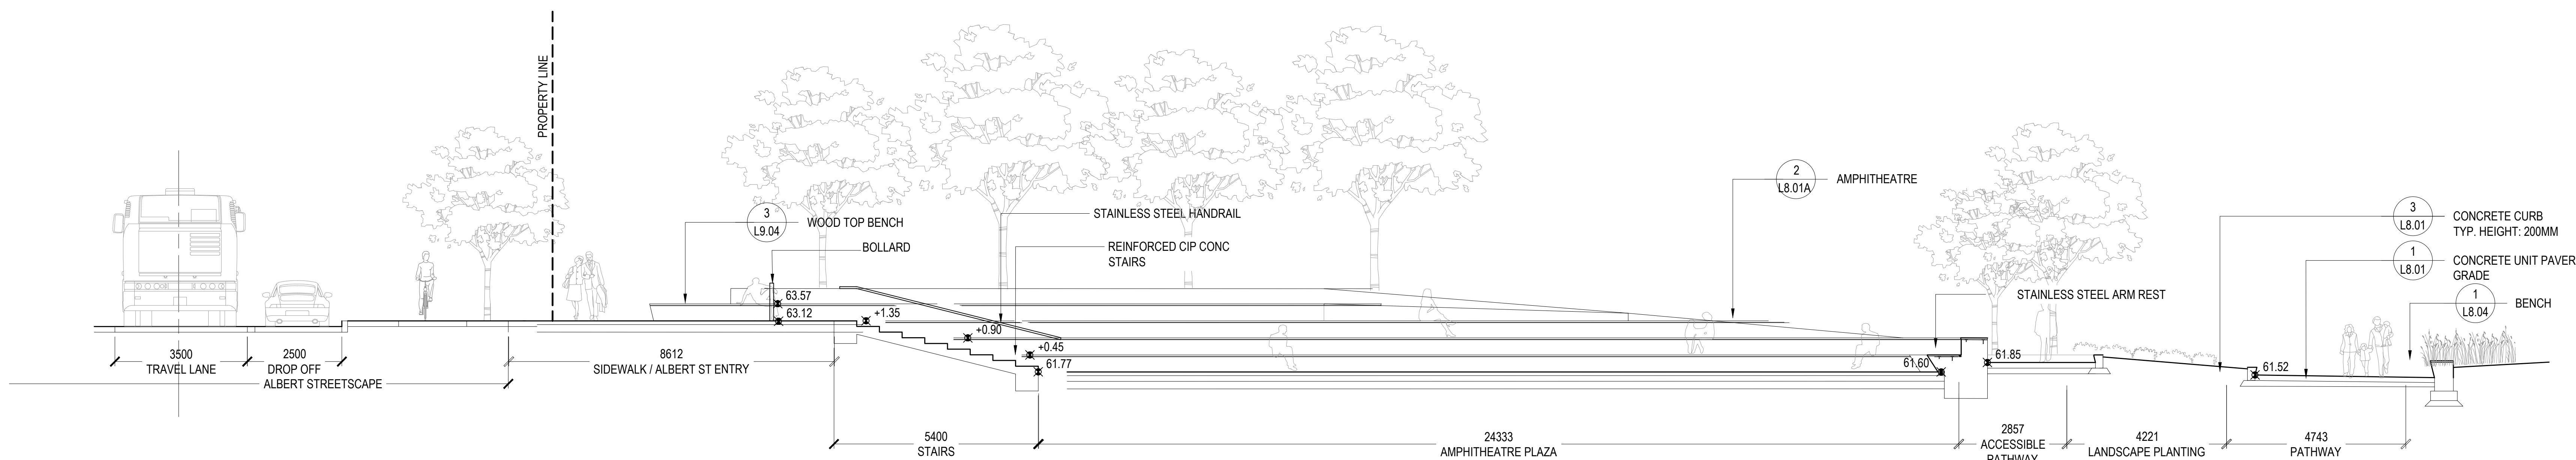 PROPERTY LINE
3
L9.04
WOOD TOP BENCH
BOLLARD
STAINLESS STEEL HANDRAIL
REINFORCED CIP CONC
STAIRS
2
L8.01A
AMPHITHEATRE
STAINLESS STEEL ARM REST
3
L8.01
CONCRETE CURB
TYP. HEIGHT: 200MM
1
L8.01
CONCRETE UNIT PAVER
GRADE
1
L8.04
BENCH
63.57
63.12
+1.35
+0.90
+0.45
61.77
61.60
61.85
61.52
3500
TRAVEL LANE
2500
DROP OFF
ALBERT STREETSCAPE
8612
SIDEWALK / ALBERT ST ENTRY
5400
STAIRS
24333
AMPHITHEATRE PLAZA
2857
ACCESSIBLE
PATHWAY
4221
LANDSCAPE PLANTING
4743
PATHWAY